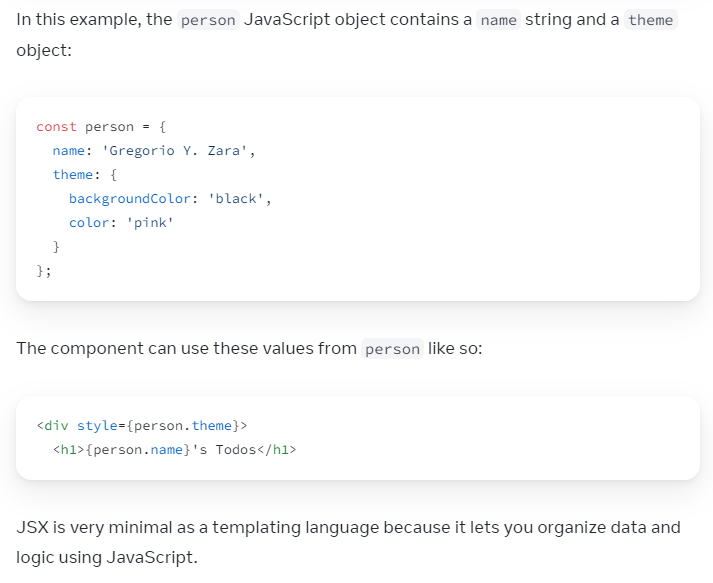 In this example, the person JavaScript object contains a name string and a theme
object:
const person = {
  name: 'Gregorio Y. Zara',
  theme: {
    backgroundColor: 'black',
    color: 'pink'
  }
};
The component can use these values from person like so:
<div style={person.theme}>
  <h1>{person.name}'s Todos</h1>
JSX is very minimal as a templating language because it lets you organize data and
logic using JavaScript.